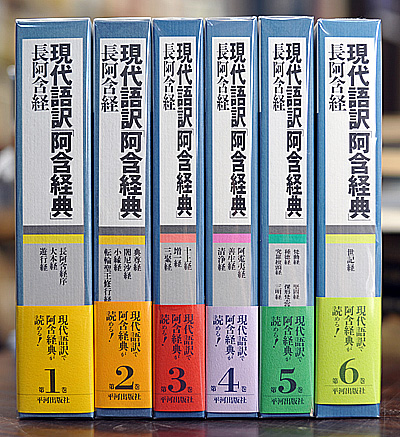 現代語訳「阿含経典」
長阿含経
長阿含経序
大本経
遊行経
現代語訳で
阿含経典が
読める!
第1巻
平河出版社
現代語訳「阿含経典」
長阿含経
典尊経
闍尼沙経
小縁経
転輪聖王修行経
現代語訳で
阿含経典が
読める!
第2巻
平河出版社
現代語訳「阿含経典」
長阿含経
十上経
増一経
三聚経
現代語訳で
阿含経典が
読める!
第3巻
平河出版社
現代語訳「阿含経典」
長阿含経
阿㝹夷経
善生経
清浄経
現代語訳で
阿含経典が
読める!
第4巻
平河出版社
現代語訳「阿含経典」
長阿含経
種徳経
究羅檀頭経
三明経
現代語訳で
阿含経典が
読める!
第5巻
平河出版社
現代語訳「阿含経典」
長阿含経
世記経
現代語訳で
阿含経典が
読める!
第6巻
平河出版社